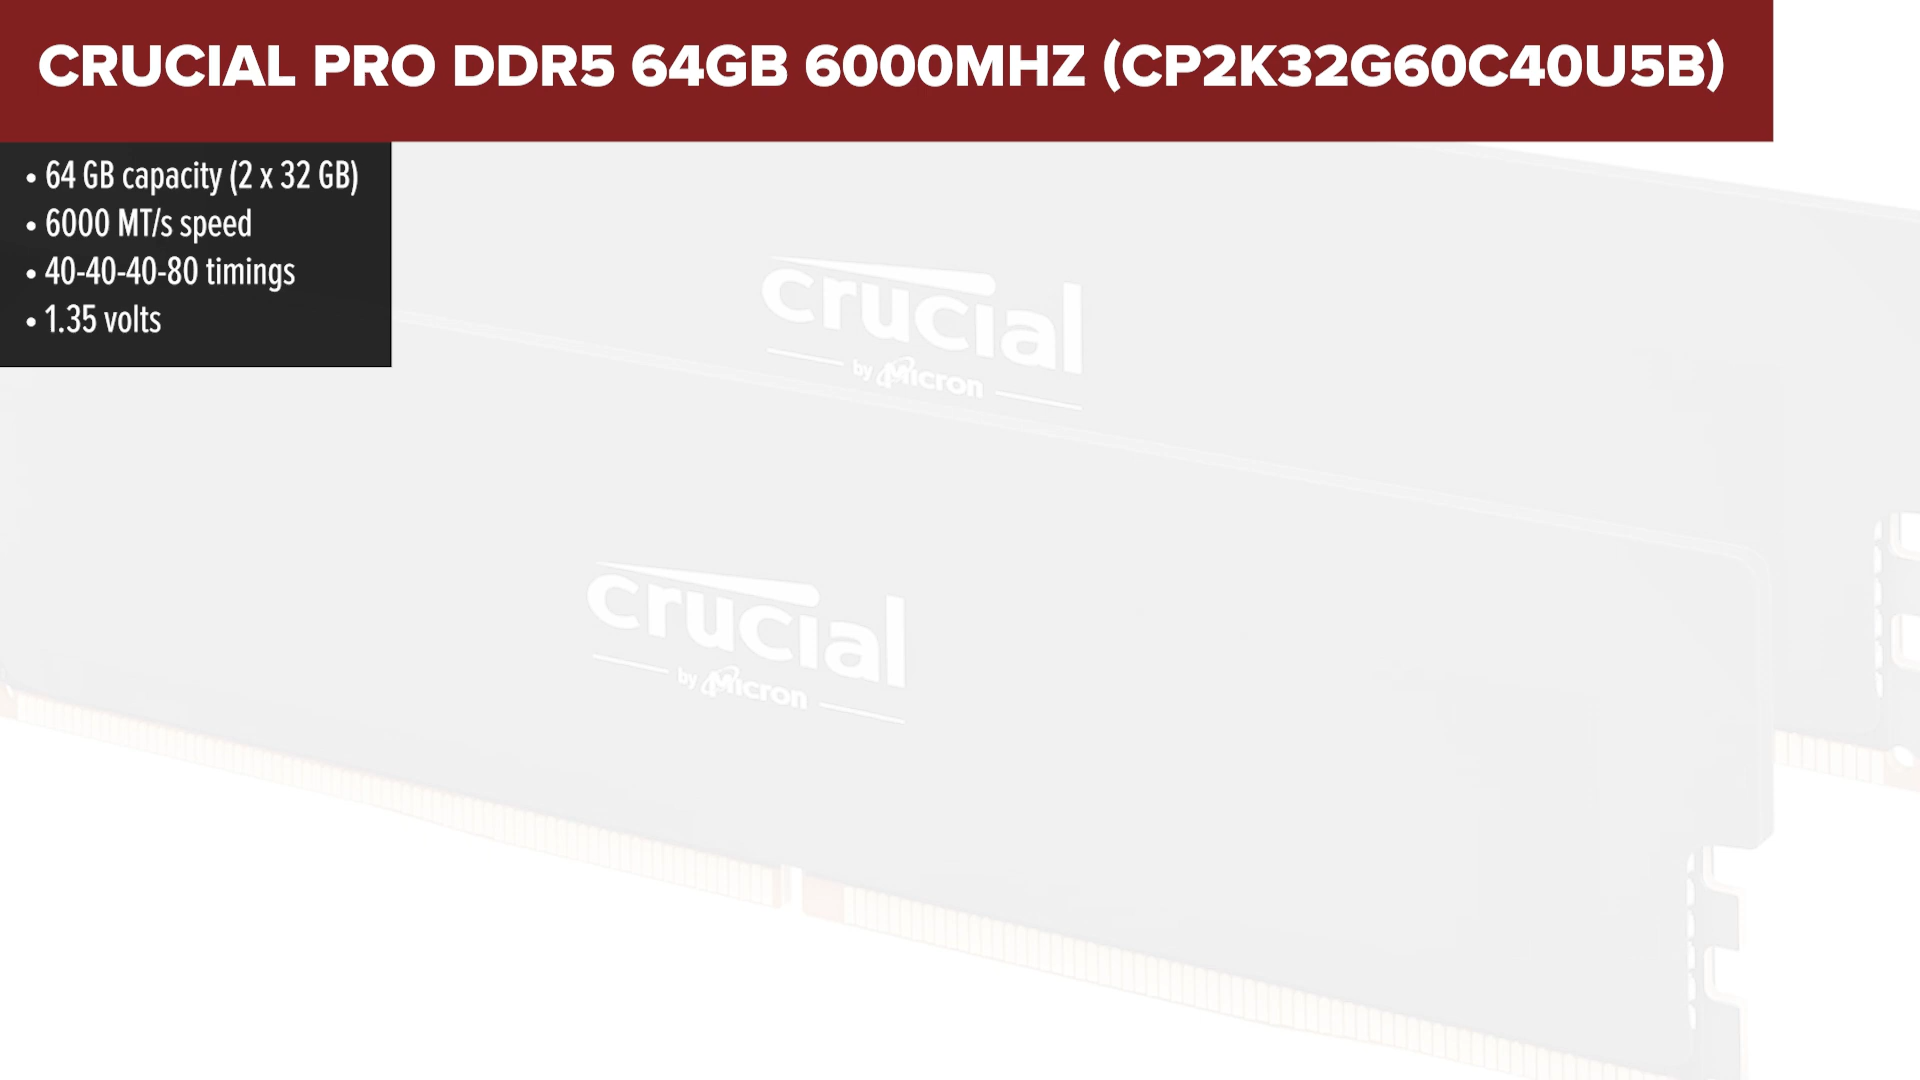 CRUCIAL PRO DDR5 64GB 6000MHZ (CP2K32G60C40U5B)
• 64 GB capacity (2 x 32 GB)
• 6000 MT/s speed
• 40-40-40-80 timings
• 1.35 volts
crucial
by Micron
crucial
by Micron